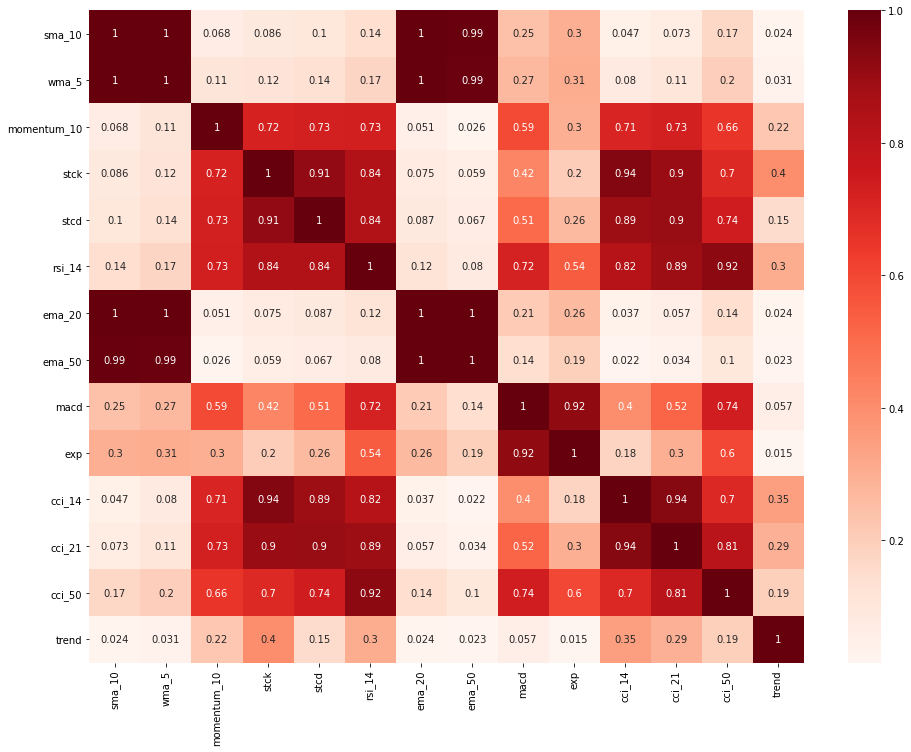 sma_10 1 1 0.068 0.086 0.1 0.14 1 0.99 0.25 0.3 0.047 0.073 0.17 0.024
wma_5 1 1 0.11 0.12 0.14 0.17 1 0.99 0.27 0.31 0.08 0.11 0.2 0.031
momentum_10 0.068 0.11 1 0.72 0.73 0.73 0.051 0.026 0.59 0.3 0.71 0.73 0.66 0.22
stck 0.086 0.12 0.72 1 0.91 0.84 0.075 0.059 0.42 0.2 0.94 0.9 0.7 0.4
stcd 0.1 0.14 0.73 0.91 1 0.84 0.087 0.067 0.51 0.26 0.89 0.9 0.74 0.15
rsi_14 0.14 0.17 0.73 0.84 0.84 1 0.12 0.08 0.72 0.54 0.82 0.89 0.92 0.3
ema_20 1 1 0.051 0.075 0.087 0.12 1 1 0.21 0.26 0.037 0.057 0.14 0.024
ema_50 0.99 0.99 0.026 0.059 0.067 0.08 1 1 0.14 0.19 0.022 0.034 0.1 0.023
macd 0.25 0.27 0.59 0.42 0.51 0.72 0.21 0.14 1 0.92 0.4 0.52 0.74 0.057
exp 0.3 0.31 0.3 0.2 0.26 0.54 0.26 0.19 0.92 1 0.18 0.3 0.6 0.015
cci_14 0.047 0.08 0.71 0.94 0.89 0.82 0.037 0.022 0.4 0.18 1 0.94 0.7 0.35
cci_21 0.073 0.11 0.73 0.9 0.9 0.89 0.057 0.034 0.52 0.3 0.94 1 0.81 0.29
cci_50 0.17 0.2 0.66 0.7 0.74 0.92 0.14 0.1 0.74 0.6 0.7 0.81 1 0.19
trend 0.024 0.031 0.22 0.4 0.15 0.3 0.024 0.023 0.057 0.015 0.35 0.29 0.19 1
sma_10 wma_5 momentum_10 stck stcd rsi_14 ema_20 ema_50 macd exp cci_14 cci_21 cci_50 trend
1.0
0.8
0.6
0.4
0.2